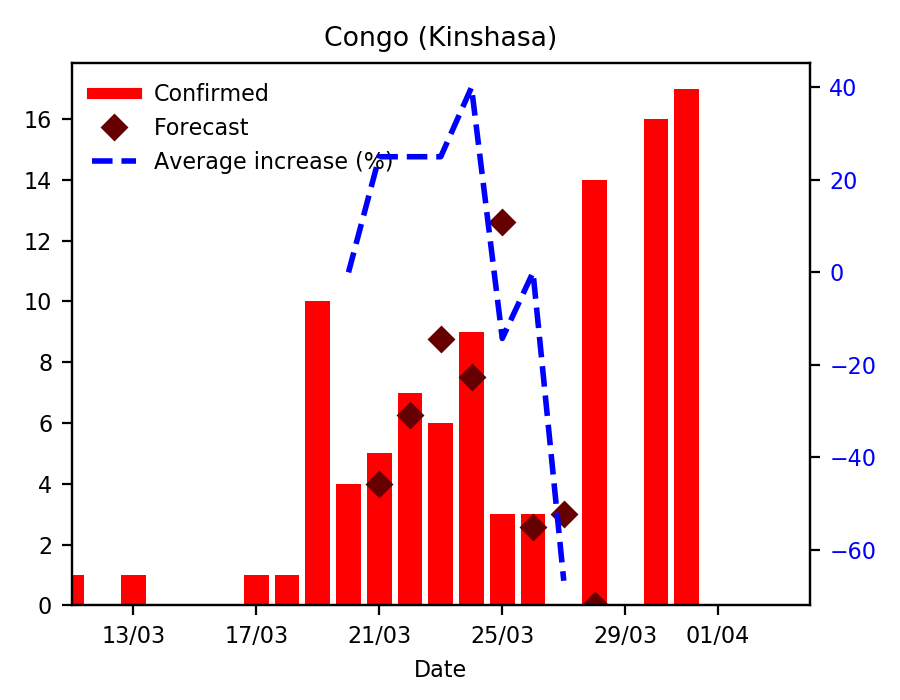 Congo (Kinshasa)
Confirmed
Forecast
Average increase (%)
16
14
12
10
8
6
4
2
0
40
20
0
−20
−40
−60
13/03 17/03 21/03 25/03 29/03 01/04
Date